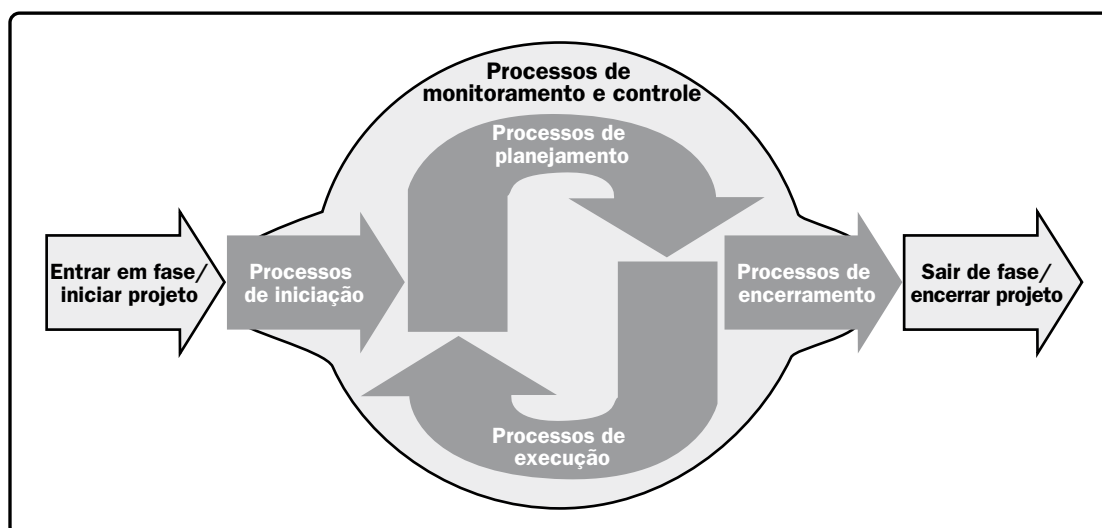 Processos de
monitoramento e controle
Processos de
planejamento
Entrar em fase/
iniciar projeto
Processos
de iniciação
Processos de
encerramento
Sair de fase/
encerrar projeto
Processos de
execução